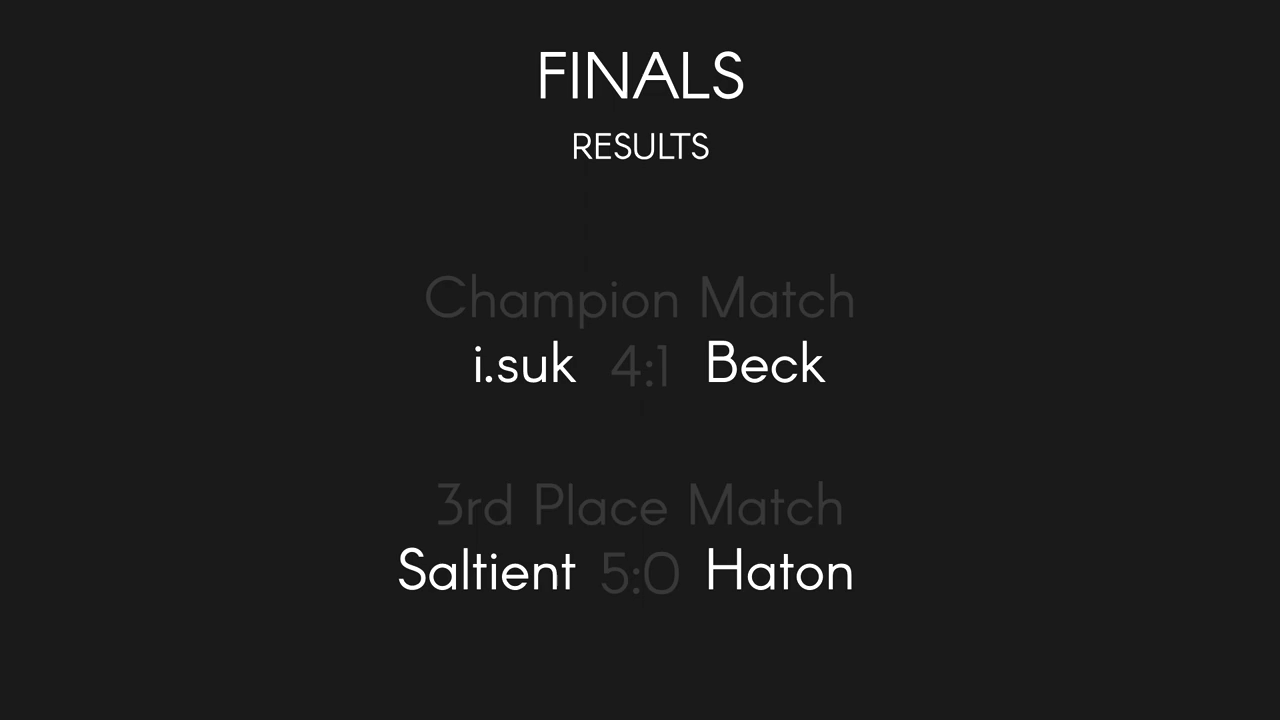 FINALS
RESULTS
Champion Match
i.suk 4:1 Beck
3rd Place Match
Saltient 5:0 Haton